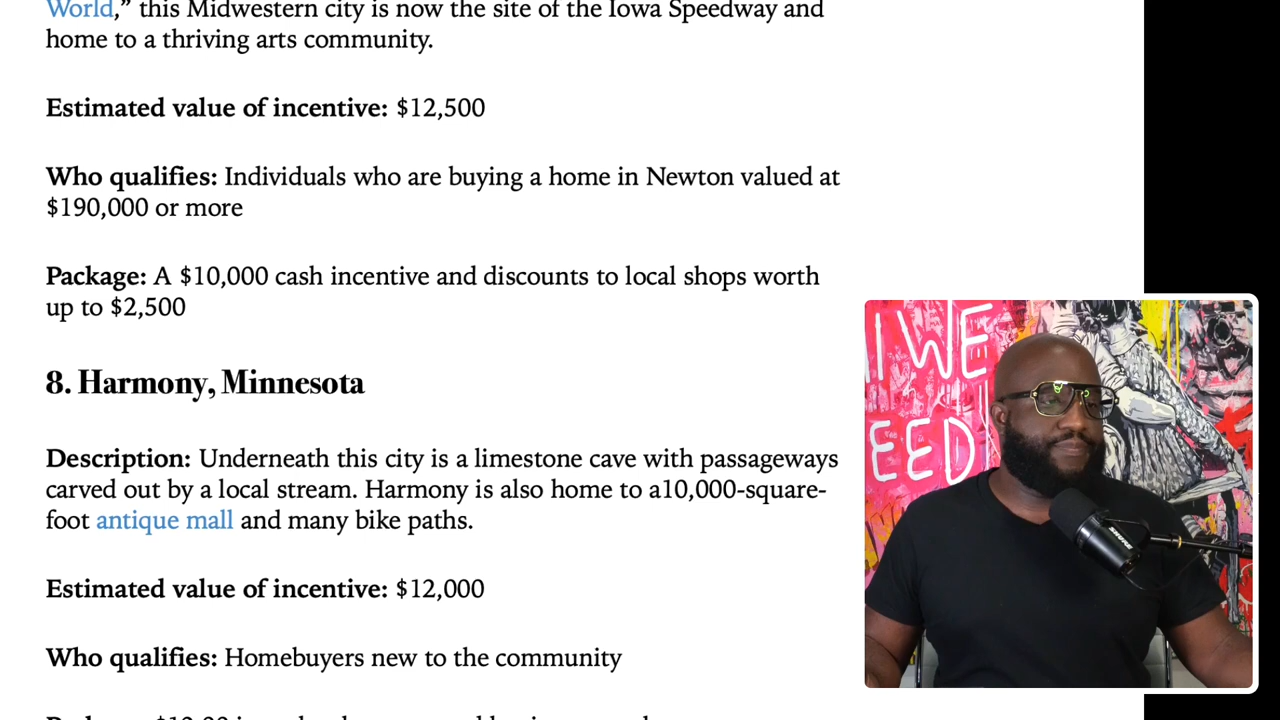 World,” this Midwestern city is now the site of the Iowa Speedway and
home to a thriving arts community.
Estimated value of incentive: $12,500
Who qualifies: Individuals who are buying a home in Newton valued at
$190,000 or more
Package: A $10,000 cash incentive and discounts to local shops worth
up to $2,500
8. Harmony, Minnesota
Description: Underneath this city is a limestone cave with passageways
carved out by a local stream. Harmony is also home to a10,000-square-
foot antique mall and many bike paths.
Estimated value of incentive: $12,000
Who qualifies: Homebuyers new to the community
WE
EED
SHURE